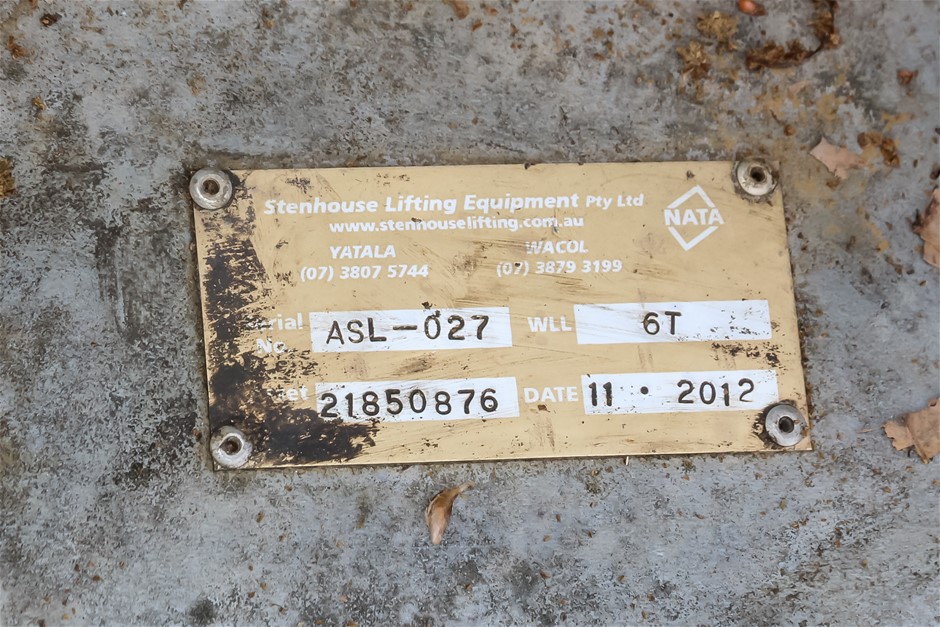 Stenhouse Lifting Equipment Pty Ltd
www.stenhouselifting.com.au
NATA
YATALA
(07) 3807 5744
WACOL
(07) 3879 3199
Serial No. ASL-027
WLL 6T
21850876
DATE 11 · 2012